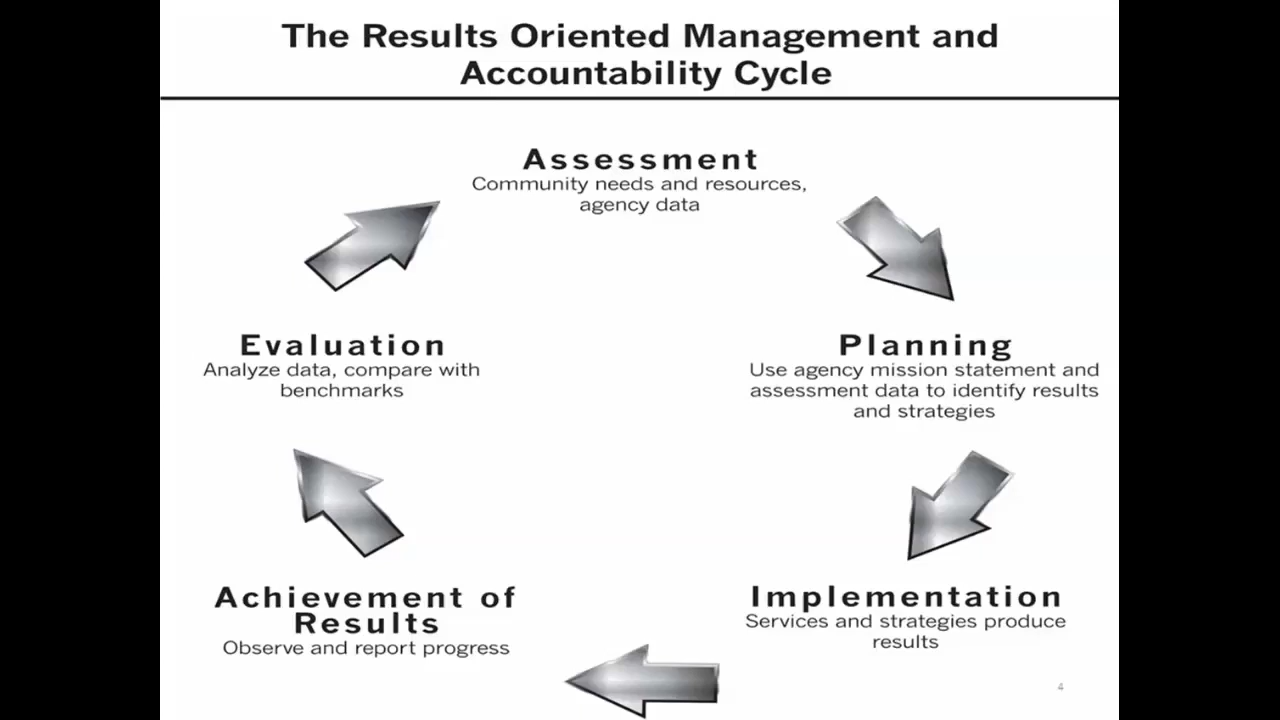 The Results Oriented Management and
Accountability Cycle
Assessment
Community needs and resources,
agency data
Evaluation
Analyze data, compare with
benchmarks
Planning
Use agency mission statement and
assessment data to identify results
and strategies
Achievement of
Results
Observe and report progress
Implementation
Services and strategies produce
results
4